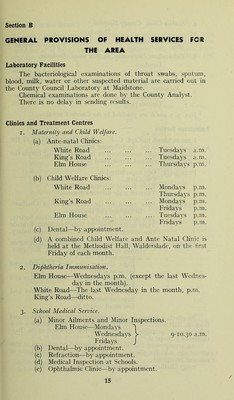 Section B
GENERAL PROVISIONS OF HEALTH SERVICES FOR
THE AREA
Laboratory Facilities
The bacteriological examinations of throat swabs, sputum,
blood, milk, water or other suspected material are carried out in
the County Council Laboratory at Maidstone.
Chemical examinations are done by the County Analyst.
There is no delay in sending results.
Clinics and Treatment Centres
1. Maternity and Child Welfare.
(a) Ante-natal Clinics:
White Road ... ... ... Tuesdays a.m.
King's Road ... ... ... Tuesdays a.m.
Elm House ... ... ... Thursdays p.m.
(b) Child Welfare Clinics:
White Road ... ... ... Mondays p.m.
Thursdays p.m.
King's Road ... ... ... Mondays p.m.
Fridays p.m.
Elm House ... ... ... Tuesdays p.m.
Fridays p.m.
(c) Dental—by appointment.
(d) A combined Child Welfare and Ante Natal Clinic is
held at the Methodist Hall, Walderslade, on the first
Friday of each month.
2. Diphtheria Immunisation.
Elm House—Wednesdays p.m. (except the last Wednes-
day in the month).
White Road—The last Wednesday in the month, p.m.
King's Road—ditto.
3. School Medical Service.
(a) Minor Ailments and Minor Inspections.
Elm House—Mondays
Wednesdays } 9-10.30 a.m.
Fridays
(b) Dental—by appointment.
(c) Refraction—by appointment.
(d) Medical Inspection at Schools.
(e) Ophthalmic Clinic—by appointment.
15